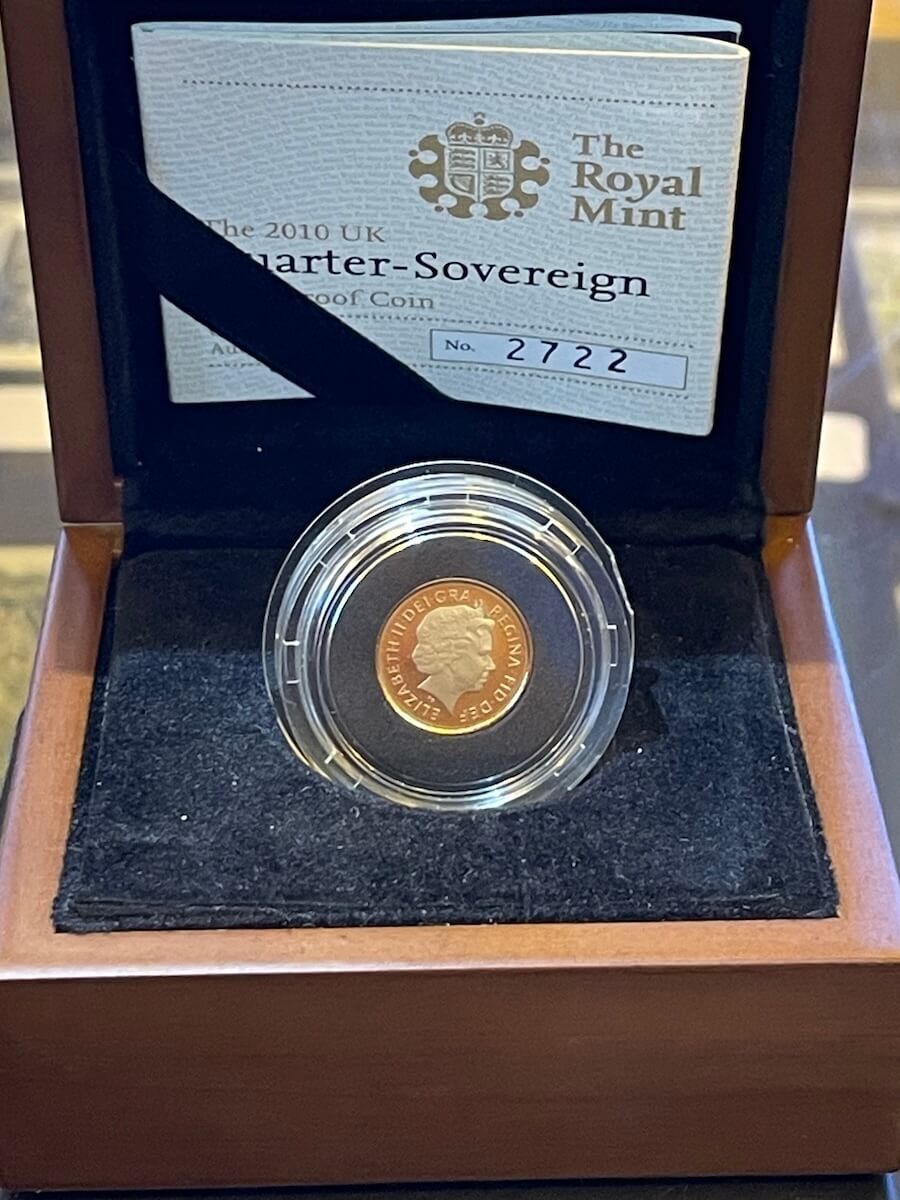 The
Royal
Mint
The 2010 UK
uarter-Sovereign
roof Coin
No. 2722
ELIZABETH·II·DEI·GRA REGINA FID·DEF